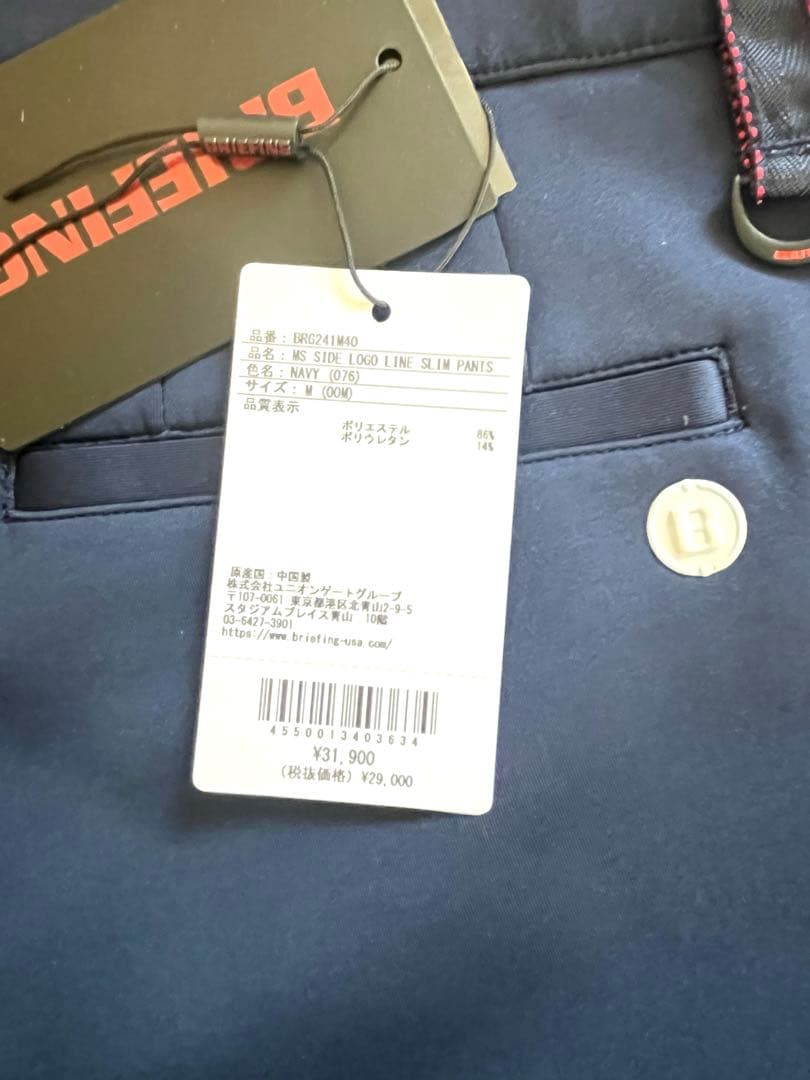 BRIEFING
BRIEFING
品番 : BRG241M40
品名 : MS SIDE LOGO LINE SLIM PANTS
色名 : NAVY (076)
サイズ : M (00M)
品質表示
ポリエステル 86%
ポリウレタン 14%
原産国 : 中国製
株式会社ユニオンゲートグループ
〒107-0061 東京都港区北青山2-9-5
スタジアムプレイス青山 10階
03-6427-3901
https://www.briefing-usa.com/
4550013403634
¥31,900
(税抜価格) ¥29,000
B